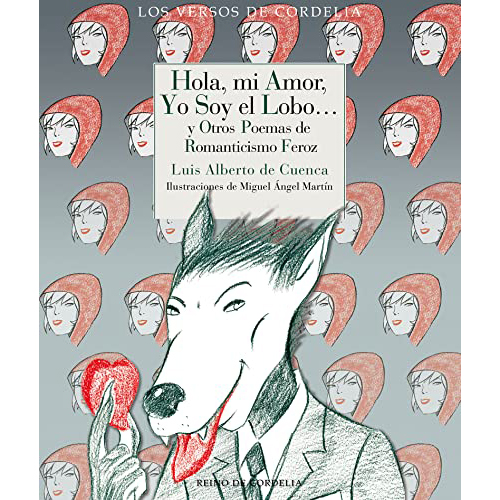 LOS VERSOS DE CORDELIA
Hola, mi Amor,
Yo Soy el Lobo...
y Otros Poemas de
Romanticismo Feroz
Luis Alberto de Cuenca
Ilustraciones de Miguel Ángel Martín
REINO DE CORDELIA